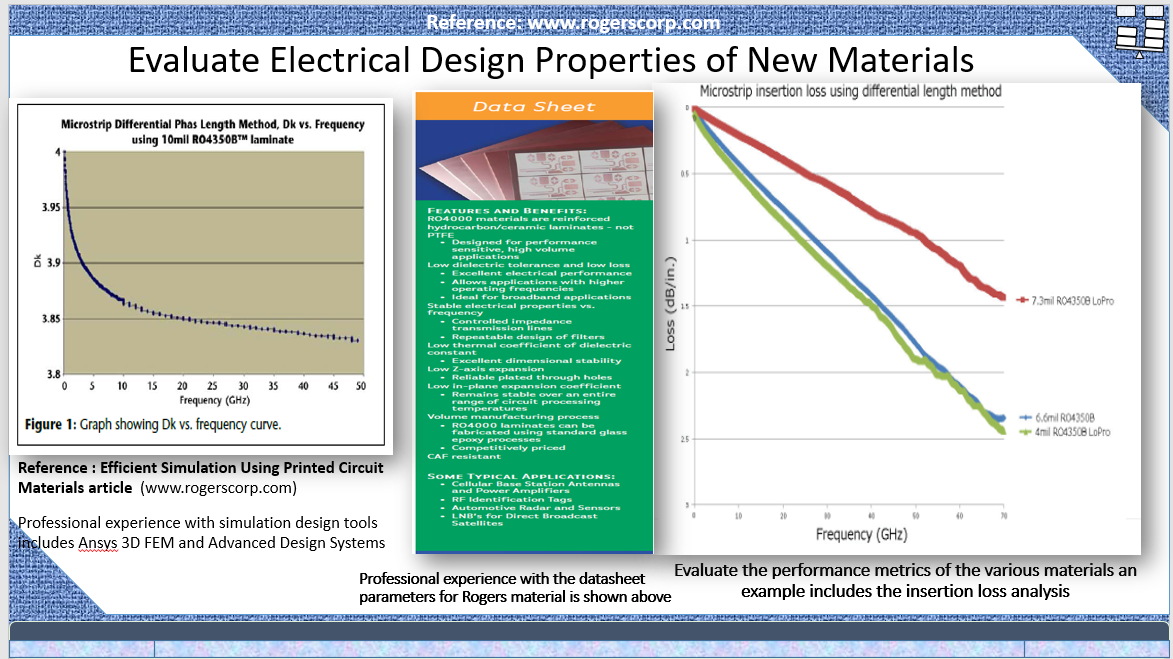 Reference: www.rogerscorp.com
Evaluate Electrical Design Properties of New Materials
Microstrip Differential Phas Length Method, Dk vs. Frequency
using 10mil RO4350B™ laminate
4
3.95
3.9
3.85
3.8
Dk
0 5 10 15 20 25 30 35 40 45 50
Frequency (GHz)
Figure 1: Graph showing Dk vs. frequency curve.
Reference : Efficient Simulation Using Printed Circuit
Materials article (www.rogerscorp.com)
Professional experience with simulation design tools
includes Ansys 3D FEM and Advanced Design Systems
Data Sheet
FEATURES AND BENEFITS:
RO4000 materials are reinforced
hydrocarbon/ceramic laminates - not
PTFE
• Designed for performance
sensitive, high volume
applications
Low dielectric tolerance and low loss
• Excellent electrical performance
• Allows applications with higher
operating frequencies
• Ideal for broadband applications
Stable electrical properties vs.
frequency
• Controlled impedance
transmission lines
• Repeatable design of filters
Low thermal coefficient of dielectric
constant
• Excellent dimensional stability
Low Z-axis expansion
• Reliable plated through holes
Low in-plane expansion coefficient
• Remains stable over an entire
range of circuit processing
temperatures
Volume manufacturing process
• RO4000 laminates can be
fabricated using standard glass
epoxy processes
• Competitively priced
CAF resistant
SOME TYPICAL APPLICATIONS:
• Cellular Base Station Antennas
and Power Amplifiers
• RF Identification Tags
• Automotive Radar and Sensors
• LNB's for Direct Broadcast
Satellites
Professional experience with the datasheet
parameters for Rogers material is shown above
Microstrip insertion loss using differential length method
0
0.5
1
1.5
2
2.5
3
Loss (dB/in.)
0 10 20 30 40 50 60 70
Frequency (GHz)
7.3mil RO4350B LoPro
6.6mil RO4350B
4mil RO4350B LoPro
Evaluate the performance metrics of the various materials an
example includes the insertion loss analysis